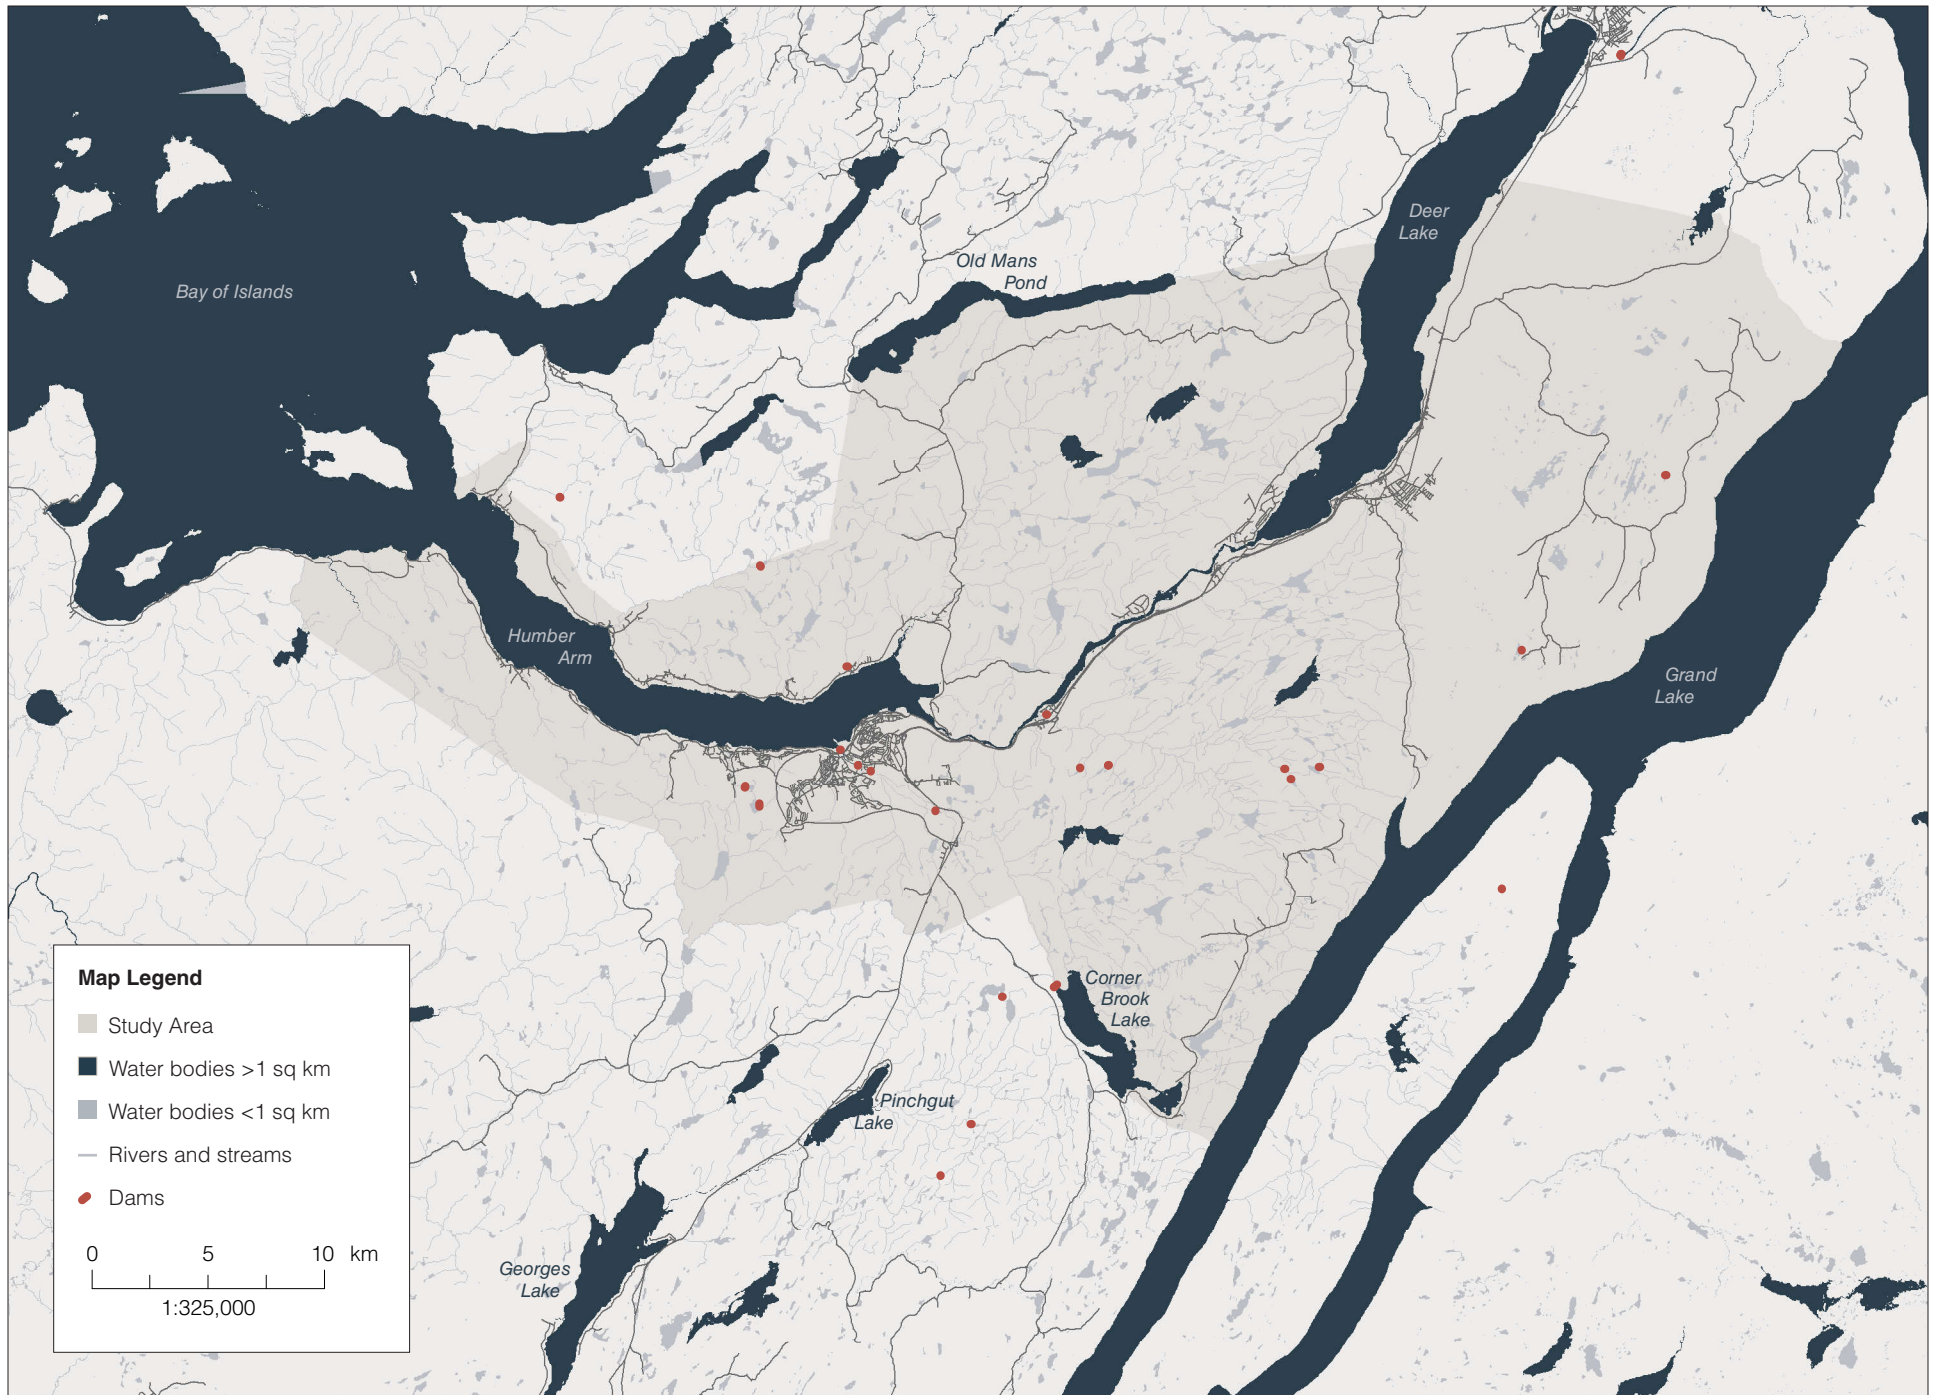 Deer
Lake
Old Mans
Pond
Bay of Islands
Humber
Arm
Grand
Lake
Corner
Brook
Lake
Pinchgut
Lake
Georges
Lake
Map Legend
Study Area
Water bodies >1 sq km
Water bodies <1 sq km
Rivers and streams
Dams
0 5 10 km
1:325,000